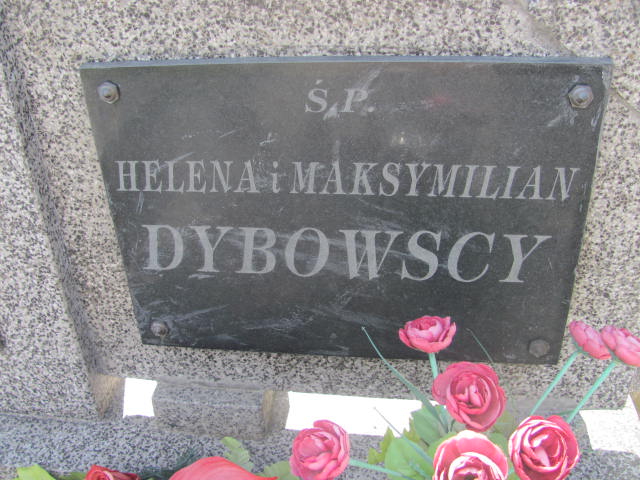 Ś.P.
HELENA i MAKSYMILIAN
DYBOWSCY